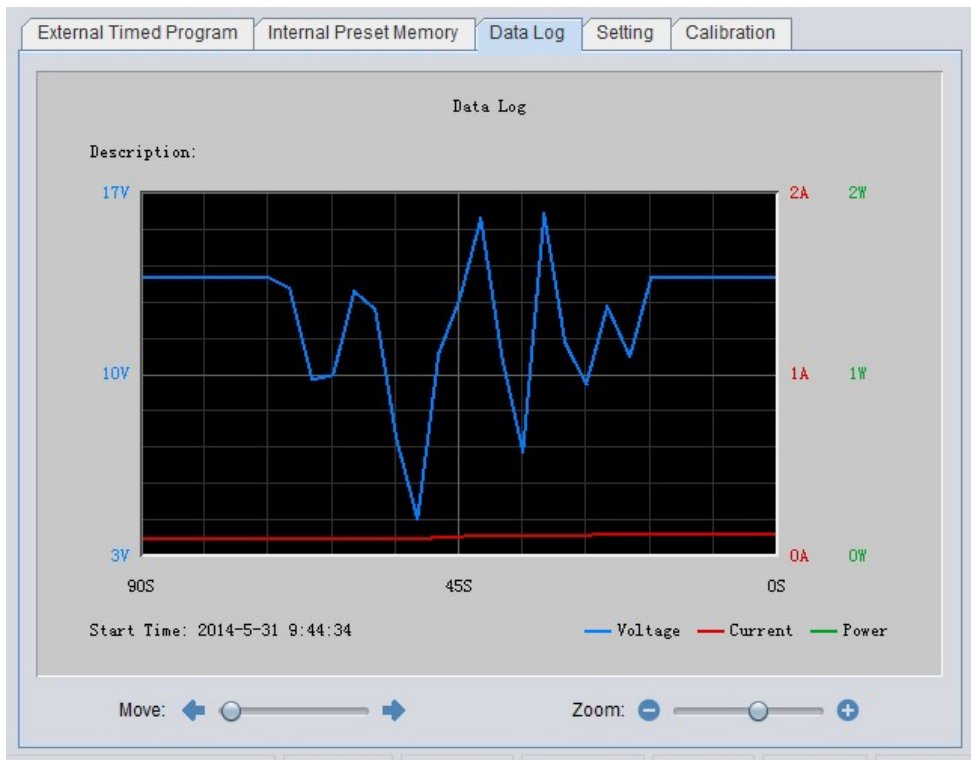 External Timed Program Internal Preset Memory Data Log Setting Calibration
Data Log
Description:
17V 2A 2W
10V 1A 1W
3V 0A 0W
90S 45S 0S
Start Time: 2014-5-31 9:44:34 Voltage Current Power
Move: Zoom: